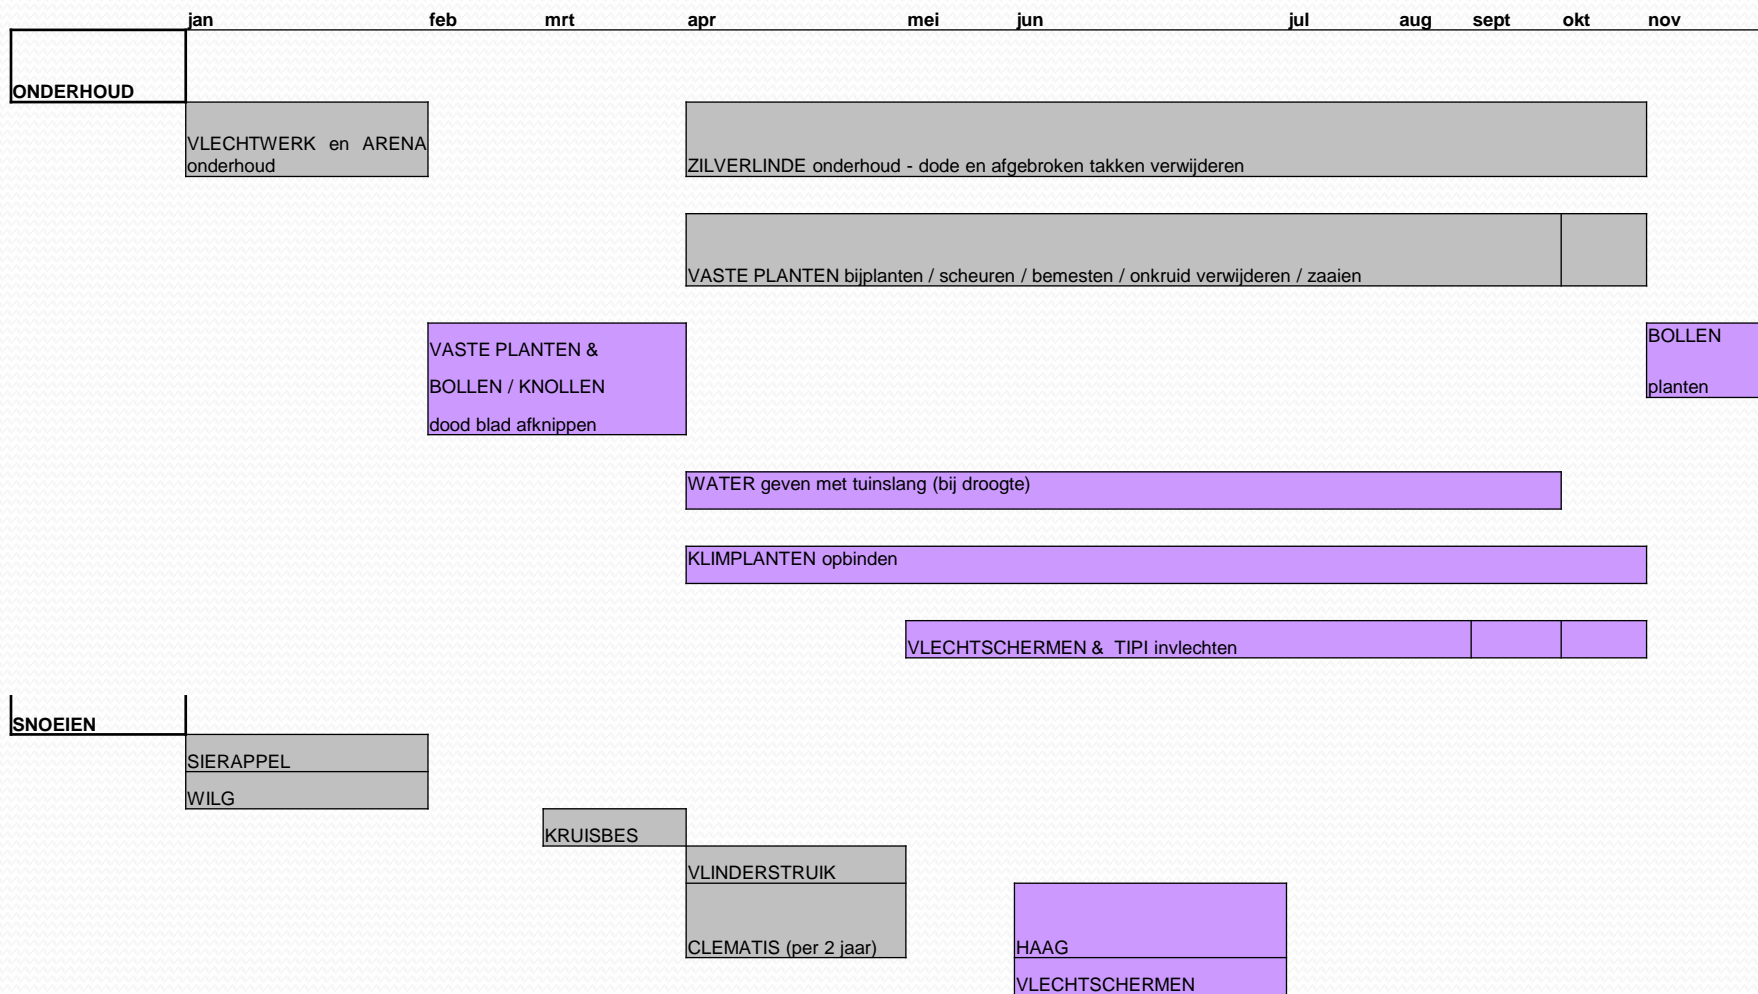 jan feb mrt apr mei jun jul aug sept okt nov
ONDERHOUD
VLECHTWERK en ARENA
onderhoud
ZILVERLINDE onderhoud - dode en afgebroken takken verwijderen
VASTE PLANTEN bijplanten / scheuren / bemesten / onkruid verwijderen / zaaien
VASTE PLANTEN &
BOLLEN / KNOLLEN
dood blad afknippen
BOLLEN
planten
WATER geven met tuinslang (bij droogte)
KLIMPLANTEN opbinden
VLECHTSCHERMEN & TIPI invlechten
SNOEIEN
SIERAPPEL
WILG
KRUISBES
VLINDERSTRUIK
CLEMATIS (per 2 jaar)
HAAG
VLECHTSCHERMEN